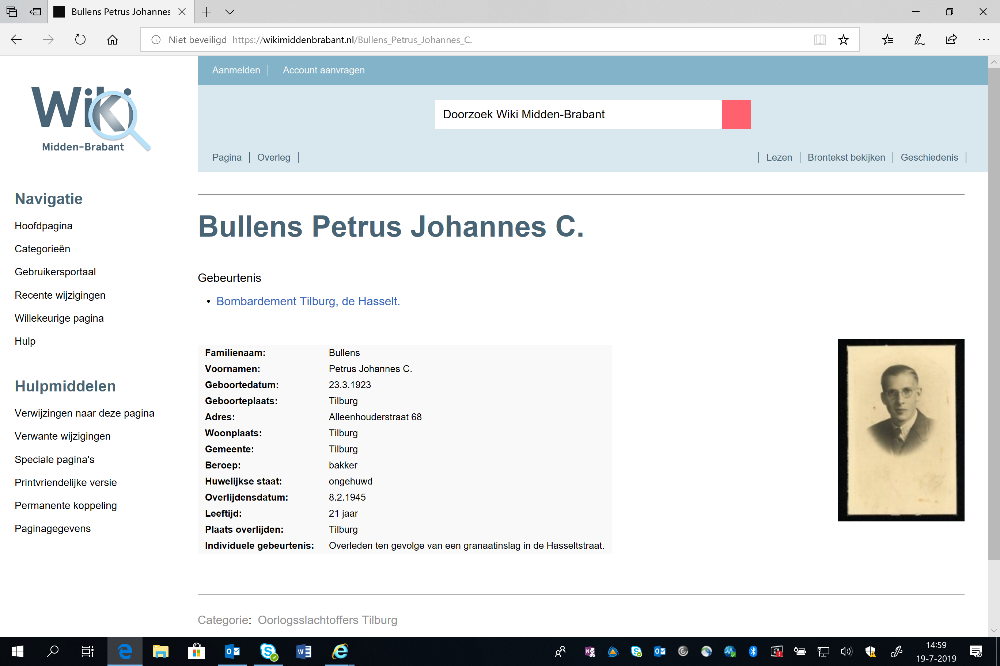 Bullens Petrus Johannes
Niet beveiligd https://wikimiddenbrabant.nl/Bullens_Petrus_Johannes_C.
Aanmelden Account aanvragen
Wiki
Midden-Brabant
Doorzoek Wiki Midden-Brabant
Pagina Overleg Lezen Brontekst bekijken Geschiedenis
Navigatie
Hoofdpagina
Categorieën
Gebruikersportaal
Recente wijzigingen
Willekeurige pagina
Hulp
Hulpmiddelen
Verwijzingen naar deze pagina
Verwante wijzigingen
Speciale pagina's
Printvriendelijke versie
Permanente koppeling
Paginagegevens
Bullens Petrus Johannes C.
Gebeurtenis
• Bombardement Tilburg, de Hasselt.
Familienaam: Bullens
Voornamen: Petrus Johannes C.
Geboortedatum: 23.3.1923
Geboorteplaats: Tilburg
Adres: Alleenhouderstraat 68
Woonplaats: Tilburg
Gemeente: Tilburg
Beroep: bakker
Huwelijkse staat: ongehuwd
Overlijdensdatum: 8.2.1945
Leeftijd: 21 jaar
Plaats overlijden: Tilburg
Individuele gebeurtenis: Overleden ten gevolge van een granaatinslag in de Hasseltstraat.
Categorie: Oorlogsslachtoffers Tilburg
14:59
19-7-2019